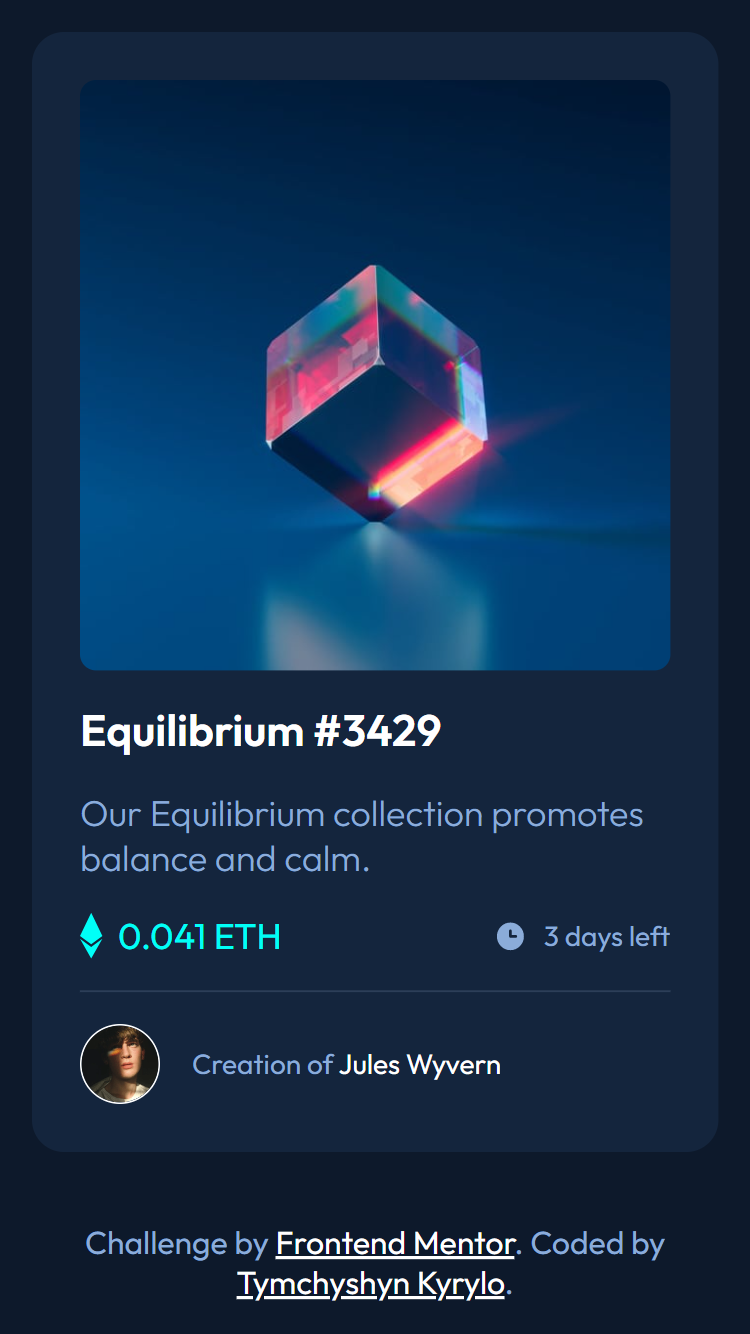 Equilibrium #3429
Our Equilibrium collection promotes
balance and calm.
0.041 ETH
3 days left
Creation of Jules Wyvern
Challenge by Frontend Mentor. Coded by
Tymchyshyn Kyrylo.